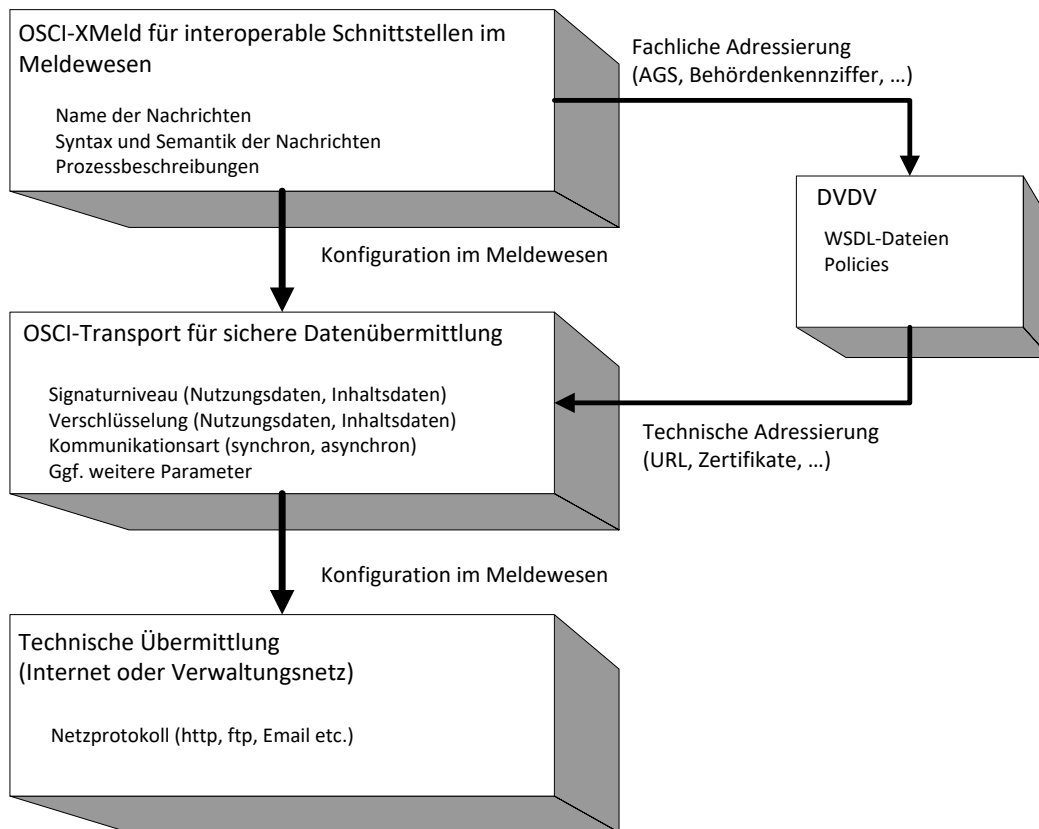 OSCI-XMeld für interoperable Schnittstellen im
Meldewesen
Name der Nachrichten
Syntax und Semantik der Nachrichten
Prozessbeschreibungen
Fachliche Adressierung
(AGS, Behördenkennziffer, ...)
DVDV
WSDL-Dateien
Policies
Konfiguration im Meldewesen
OSCI-Transport für sichere Datenübermittlung
Signaturniveau (Nutzungsdaten, Inhaltsdaten)
Verschlüsselung (Nutzungsdaten, Inhaltsdaten)
Kommunikationsart (synchron, asynchron)
Ggf. weitere Parameter
Technische Adressierung
(URL, Zertifikate, ...)
Konfiguration im Meldewesen
Technische Übermittlung
(Internet oder Verwaltungsnetz)
Netzprotokoll (http, ftp, Email etc.)